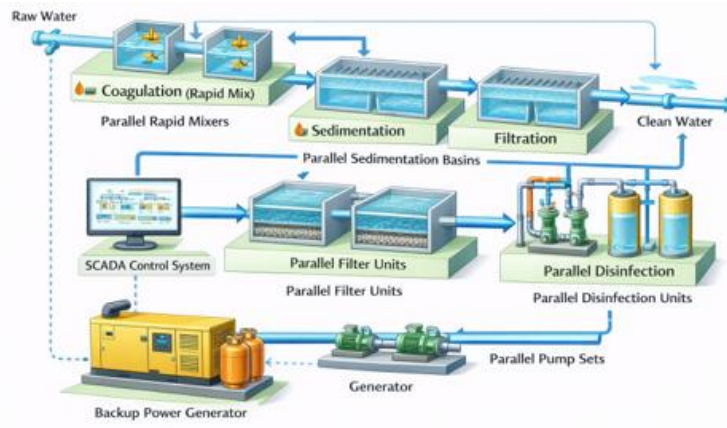 Raw Water
Coagulation (Rapid Mix)
Parallel Rapid Mixers
Sedimentation
Filtration
Clean Water
Parallel Sedimentation Basins
SCADA Control System
Parallel Filter Units
Parallel Filter Units
Parallel Disinfection
Parallel Disinfection Units
Parallel Pump Sets
Generator
Backup Power Generator